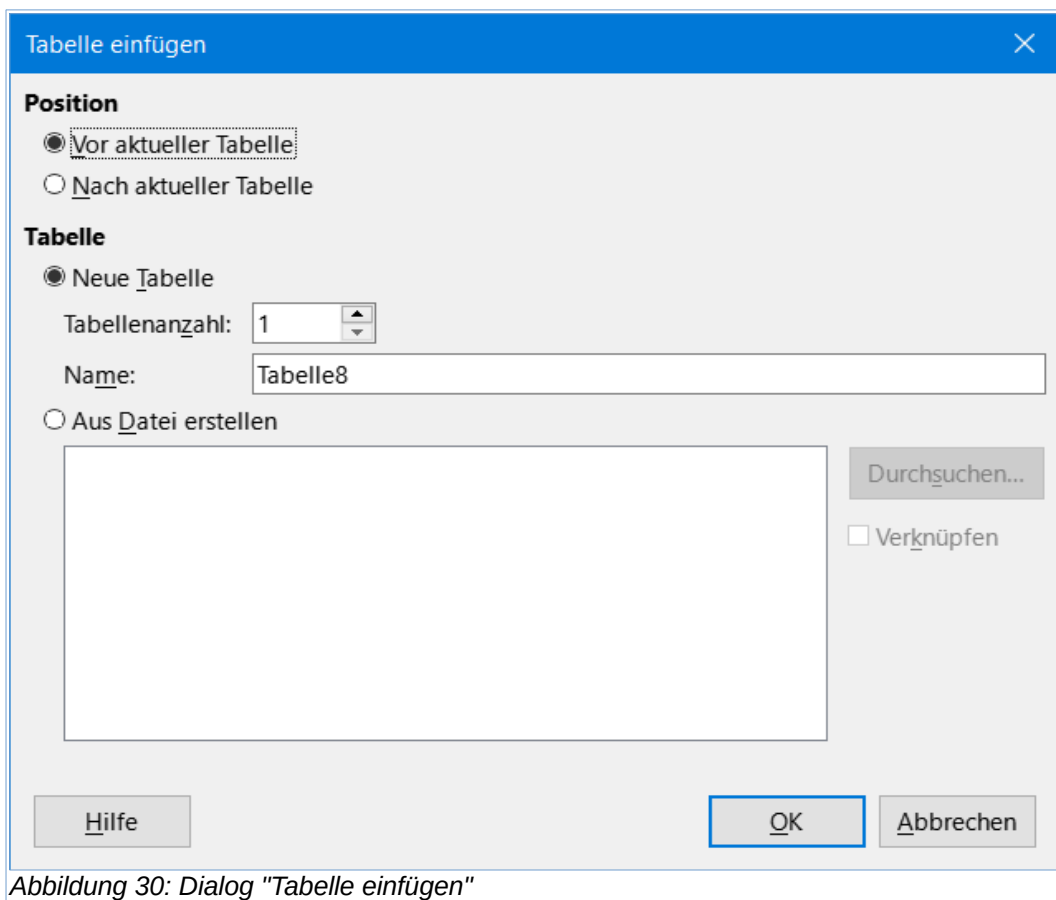 Tabelle einfügen
Position
Vor aktueller Tabelle
Nach aktueller Tabelle
Tabelle
Neue Tabelle
Tabellenanzahl: 1
Name: Tabelle8
Aus Datei erstellen
Durchsuchen...
Verknüpfen
Hilfe OK Abbrechen
Abbildung 30: Dialog "Tabelle einfügen"